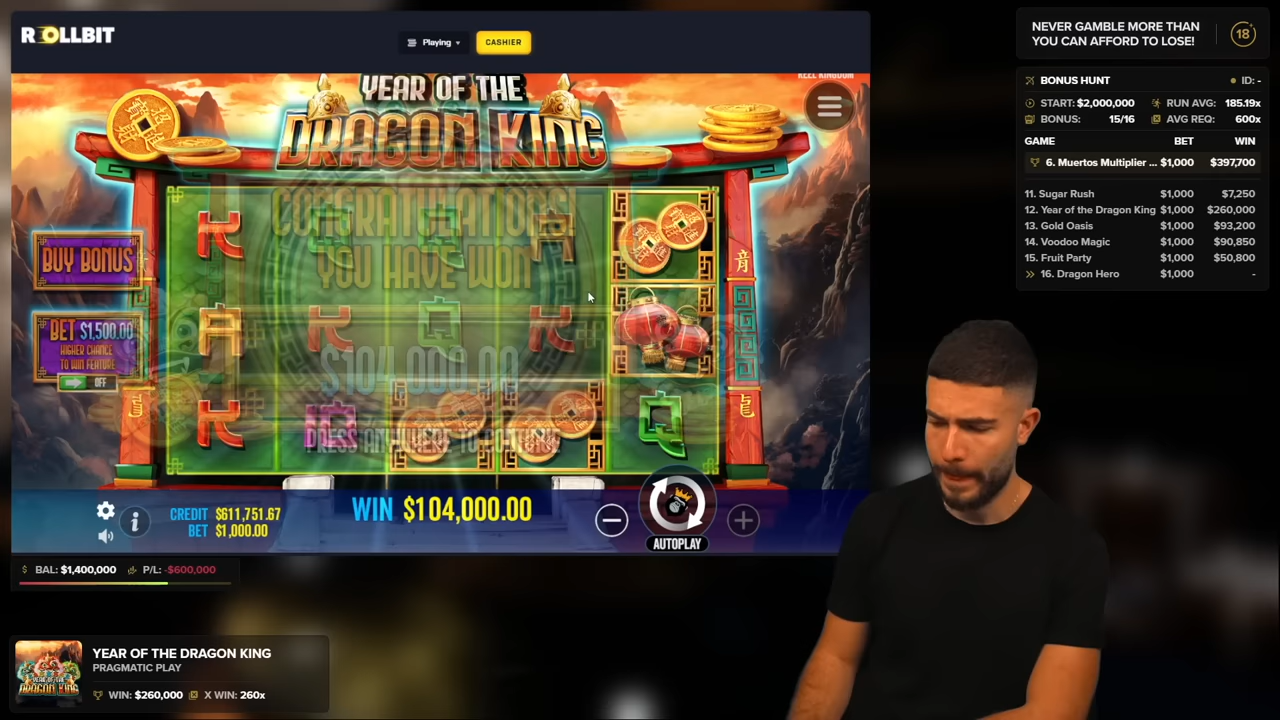 ROLLBIT
Playing
CASHIER
REEL KINGDOM
YEAR OF THE
DRAGON KING
CONGRATULATIONS!
YOU HAVE WON
$104,000.00
PRESS ANYWHERE TO CONTINUE
BUY BONUS
BET $1,500.00
HIGHER CHANCE
TO WIN FEATURE
OFF
K
A
K
K
Q
K
Q
CREDIT $611,751.67
BET $1,000.00
WIN $104,000.00
AUTOPLAY
BAL: $1,400,000 P/L: -$600,000
YEAR OF THE DRAGON KING
PRAGMATIC PLAY
WIN: $260,000 X WIN: 260x
NEVER GAMBLE MORE THAN
YOU CAN AFFORD TO LOSE!
18+
BONUS HUNT ID: -
START: $2,000,000 RUN AVG: 185.19x
BONUS: 15/16 AVG REQ: 600x
GAME BET WIN
6. Muertos Multiplier ... $1,000 $397,700
11. Sugar Rush $1,000 $7,250
12. Year of the Dragon King $1,000 $260,000
13. Gold Oasis $1,000 $93,200
14. Voodoo Magic $1,000 $90,850
15. Fruit Party $1,000 $50,800
16. Dragon Hero $1,000 -